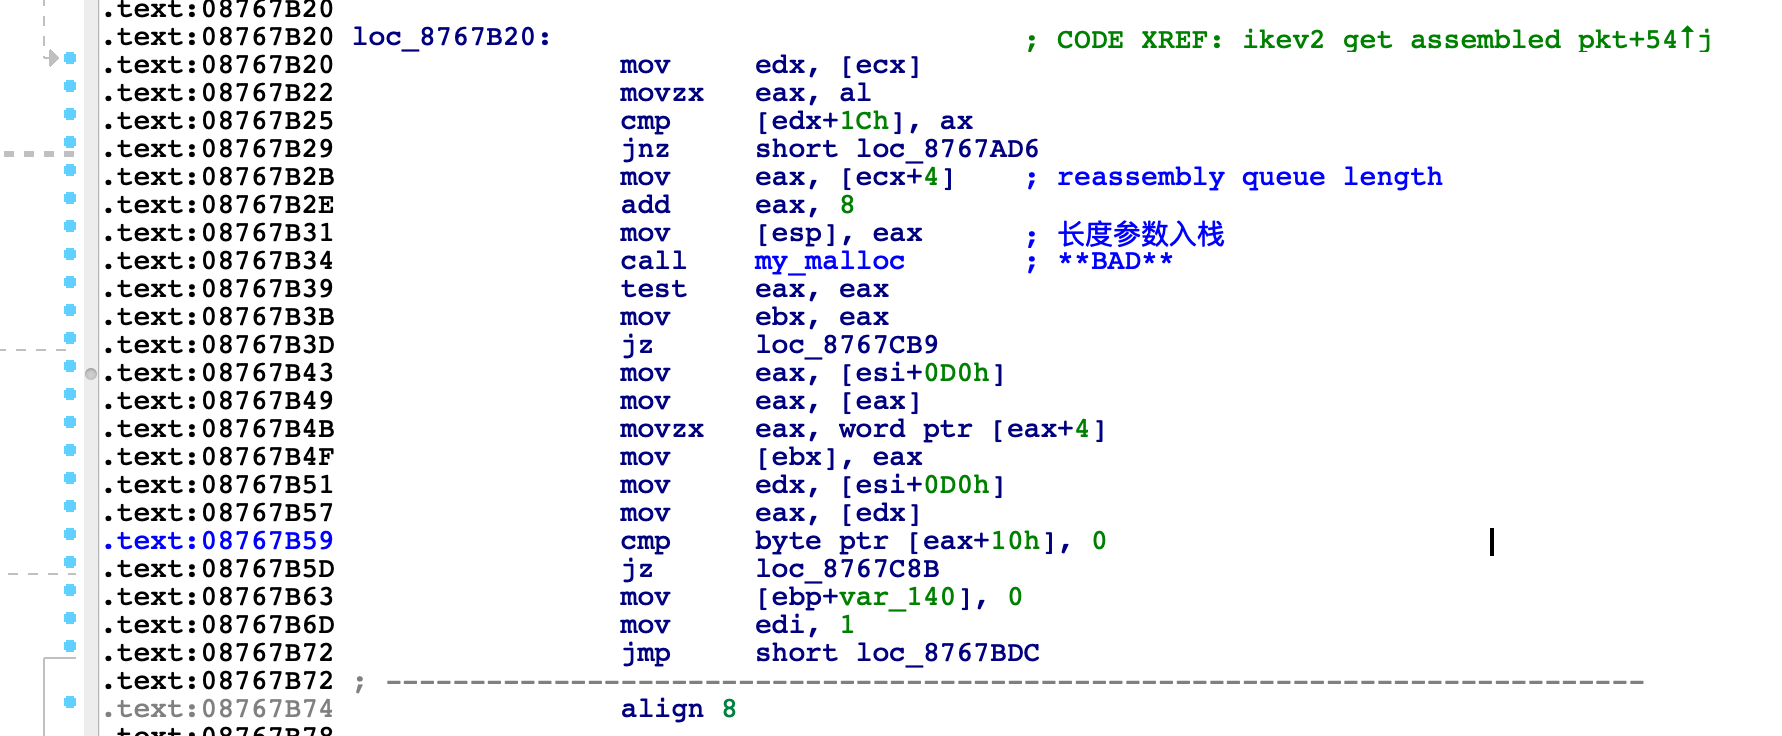 .text:08767B20
.text:08767B20 loc_8767B20: ; CODE XREF: ikev2 get assembled pkt+54↑j
.text:08767B20 mov edx, [ecx]
.text:08767B22 movzx eax, al
.text:08767B25 cmp [edx+1Ch], ax
.text:08767B29 jnz short loc_8767AD6
.text:08767B2B mov eax, [ecx+4] ; reassembly queue length
.text:08767B2E add eax, 8
.text:08767B31 mov [esp], eax ; 长度参数入栈
.text:08767B34 call my_malloc ; **BAD**
.text:08767B39 test eax, eax
.text:08767B3B mov ebx, eax
.text:08767B3D jz loc_8767CB9
.text:08767B43 mov eax, [esi+0D0h]
.text:08767B49 mov eax, [eax]
.text:08767B4B movzx eax, word ptr [eax+4]
.text:08767B4F mov [ebx], eax
.text:08767B51 mov edx, [esi+0D0h]
.text:08767B57 mov eax, [edx]
.text:08767B59 cmp byte ptr [eax+10h], 0
.text:08767B5D jz loc_8767C8B
.text:08767B63 mov [ebp+var_140], 0
.text:08767B6D mov edi, 1
.text:08767B72 jmp short loc_8767BDC
.text:08767B72 ; ---------------------------------------------------------------------------
.text:08767B74 align 8
.text:08767B78